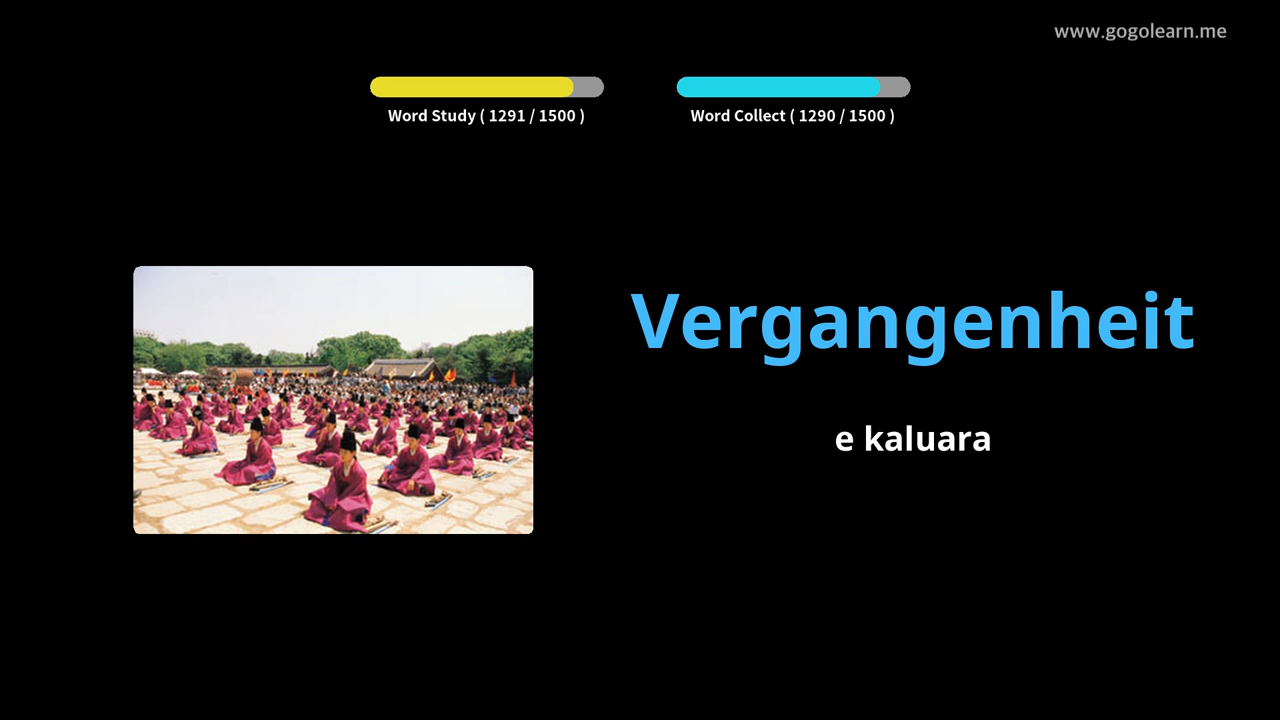 www.gogolearn.me
Word Study ( 1291 / 1500 )
Word Collect ( 1290 / 1500 )
Vergangenheit
e kaluara